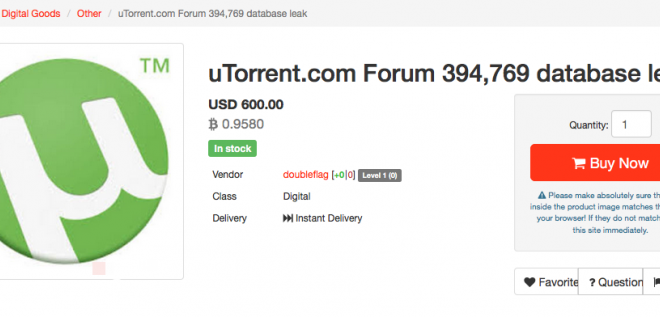 Digital Goods / Other / uTorrent.com Forum 394,769 database leak
TM
µ
uTorrent.com Forum 394,769 database le
USD 600.00
฿ 0.9580
In stock
Vendor doubleflag [+0|0] Level 1 (0)
Class Digital
Delivery Instant Delivery
Quantity: 1
Buy Now
Please make absolutely sure th
inside the product image matches th
your browser! If they do not match
this site immediately.
Favorite
? Question